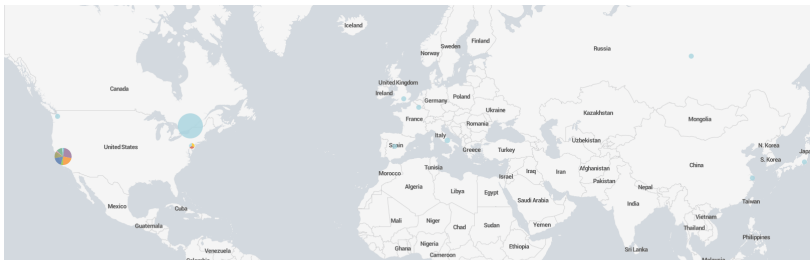 Iceland
Finland
Sweden
Norway
Russia
Canada
United Kingdom
Ireland
Poland
Germany
Ukraine
Kazakhstan
Mongolia
France
Romania
Italy
Uzbekistan
N. Korea
United States
Spain
Greece
Turkey
S. Korea
China
Tunisia
Afghanistan
Iraq
Iran
Morocco
Israel
Pakistan
Algeria
Libya
Egypt
Nepal
Saudi Arabia
India
Taiwan
Mexico
Cuba
Mali
Niger
Chad
Sudan
Yemen
Vietnam
Guatemala
Thailand
Philippines
Ghana
Nigeria
Ethiopia
Venezuela
Cameroon
Sri Lanka